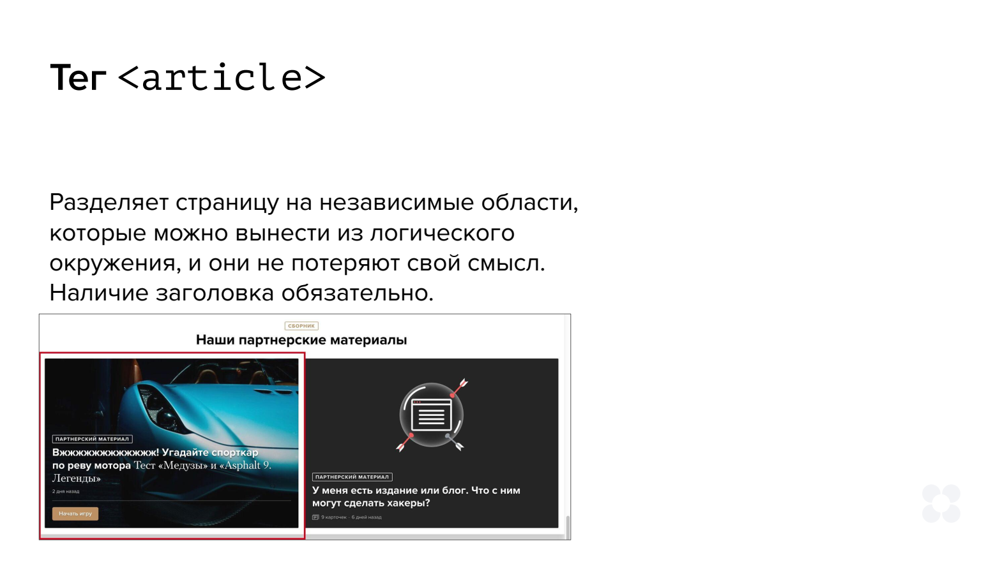 Тег <article>
Разделяет страницу на независимые области,
которые можно вынести из логического
окружения, и они не потеряют свой смысл.
Наличие заголовка обязательно.
СБОРНИК
Наши партнерские материалы
ПАРТНЕРСКИЙ МАТЕРИАЛ
Вжжжжжжжжжжжж! Угадайте спорткар
по реву мотора Тест «Медузы» и «Asphalt 9.
Легенды»
2 дня назад
Начать игру
ПАРТНЕРСКИЙ МАТЕРИАЛ
У меня есть издание или блог. Что с ним
могут сделать хакеры?
9 карточек · 6 дней назад